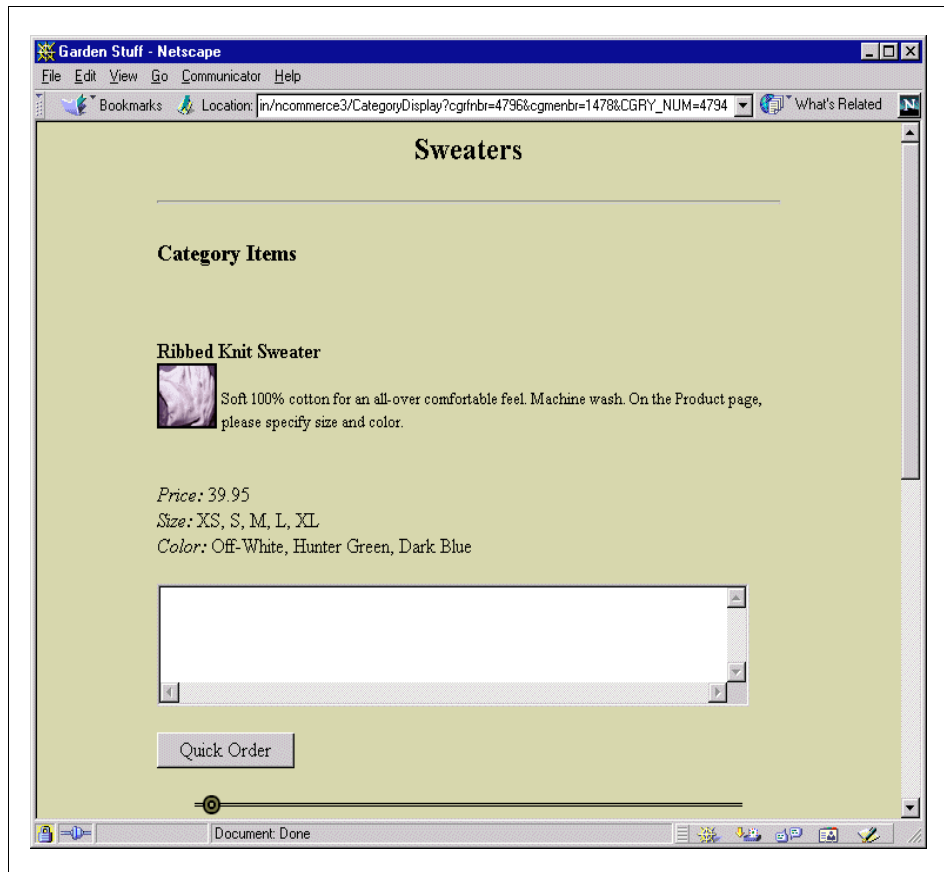 Garden Stuff - Netscape
File Edit View Go Communicator Help
Bookmarks Location: in/ncommerce3/CategoryDisplay?cgrfnbr=4796&cgmenbr=1478&CGRY_NUM=4794 What's Related N
Sweaters
Category Items
Ribbed Knit Sweater
Soft 100% cotton for an all-over comfortable feel. Machine wash. On the Product page,
please specify size and color.
Price: 39.95
Size: XS, S, M, L, XL
Color: Off-White, Hunter Green, Dark Blue
Quick Order
Document: Done